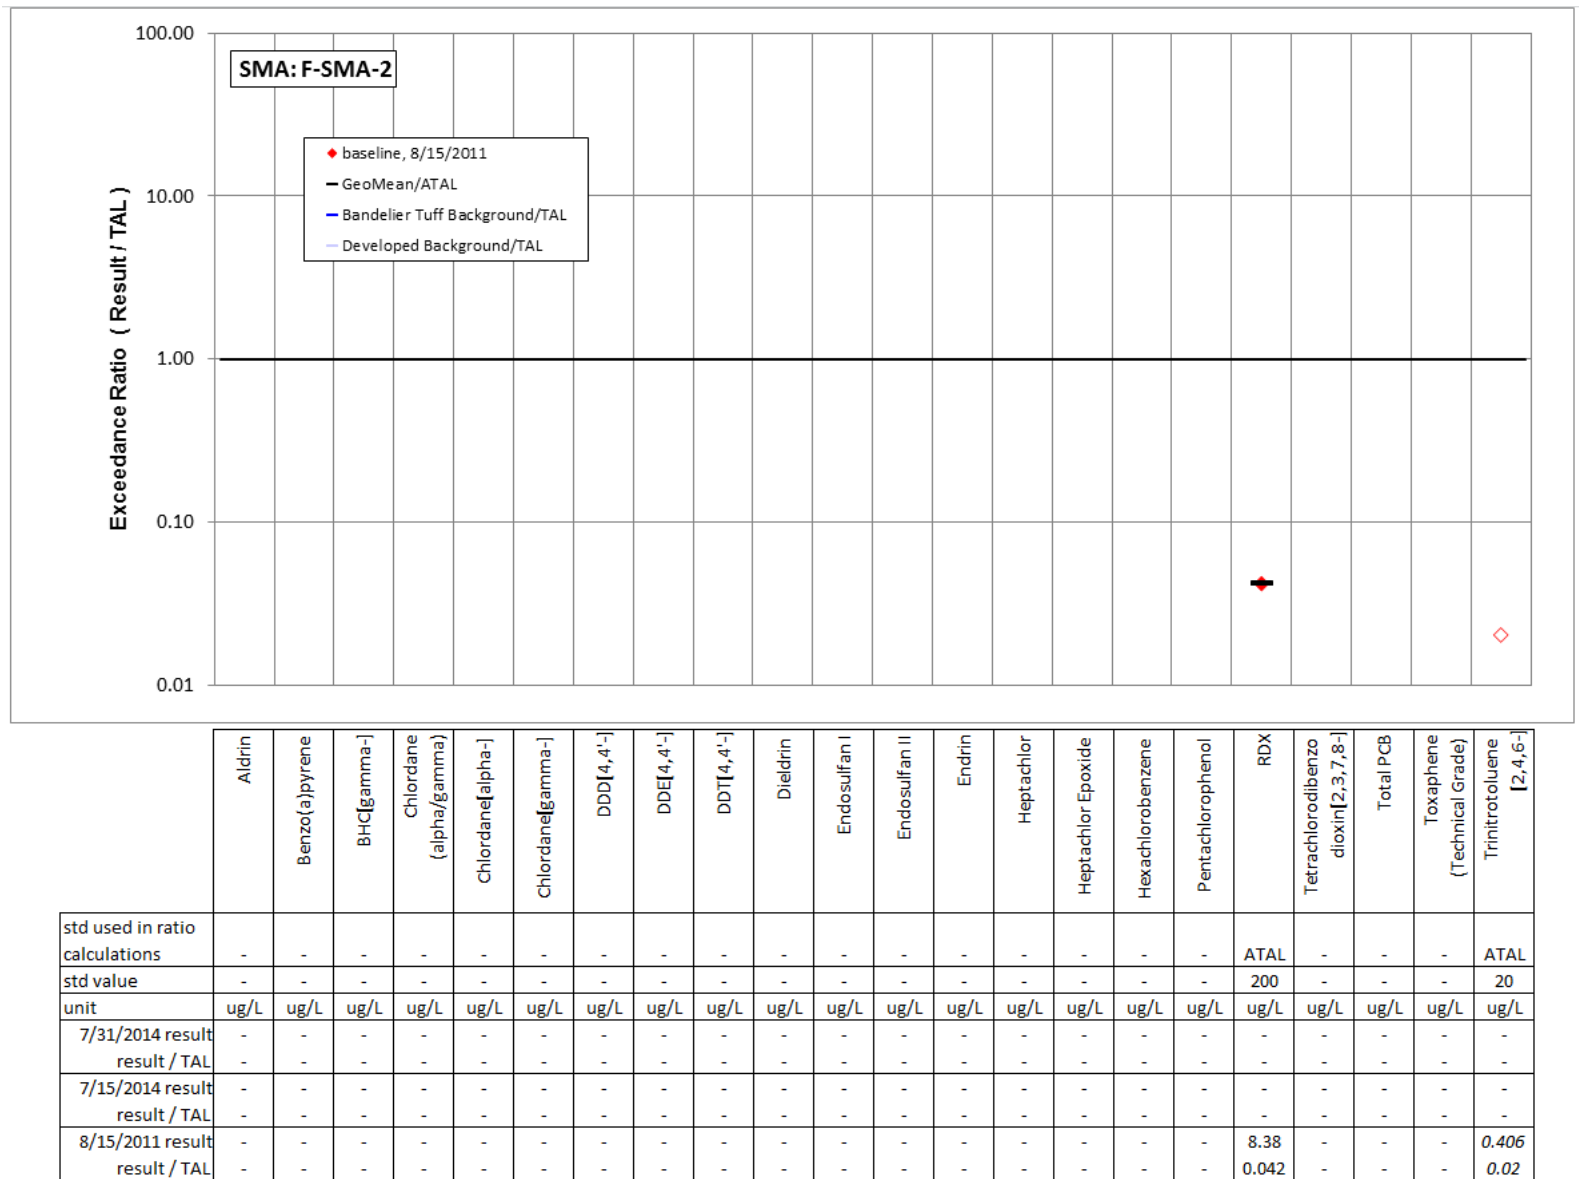 100.00
SMA: F-SMA-2
baseline, 8/15/2011
GeoMean/ATAL
Bandelier Tuff Background/TAL
Developed Background/TAL
10.00
1.00
0.10
0.01
Exceedance Ratio ( Result / TAL )
Aldrin
Benzo(a)pyrene
BHC[gamma-]
Chlordane
(alpha/gamma)
Chlordane[alpha-]
Chlordane[gamma-]
DDD[4,4'-]
DDE[4,4'-]
DDT[4,4'-]
Dieldrin
Endosulfan I
Endosulfan II
Endrin
Heptachlor
Heptachlor Epoxide
Hexachlorobenzene
Pentachlorophenol
RDX
Tetrachlorodibenzo
dioxin[2,3,7,8-]
Total PCB
Toxaphene
(Technical Grade)
Trinitrotoluene
[2,4,6-]
std used in ratio
calculations - - - - - - - - - - - - - - - - - ATAL - - - ATAL
std value - - - - - - - - - - - - - - - - - 200 - - - 20
unit ug/L ug/L ug/L ug/L ug/L ug/L ug/L ug/L ug/L ug/L ug/L ug/L ug/L ug/L ug/L ug/L ug/L ug/L ug/L ug/L ug/L ug/L
7/31/2014 result - - - - - - - - - - - - - - - - - - - - - -
result / TAL - - - - - - - - - - - - - - - - - - - - - -
7/15/2014 result - - - - - - - - - - - - - - - - - - - - - -
result / TAL - - - - - - - - - - - - - - - - - - - - - -
8/15/2011 result - - - - - - - - - - - - - - - - - 8.38 - - - 0.406
result / TAL - - - - - - - - - - - - - - - - - 0.042 - - - 0.02